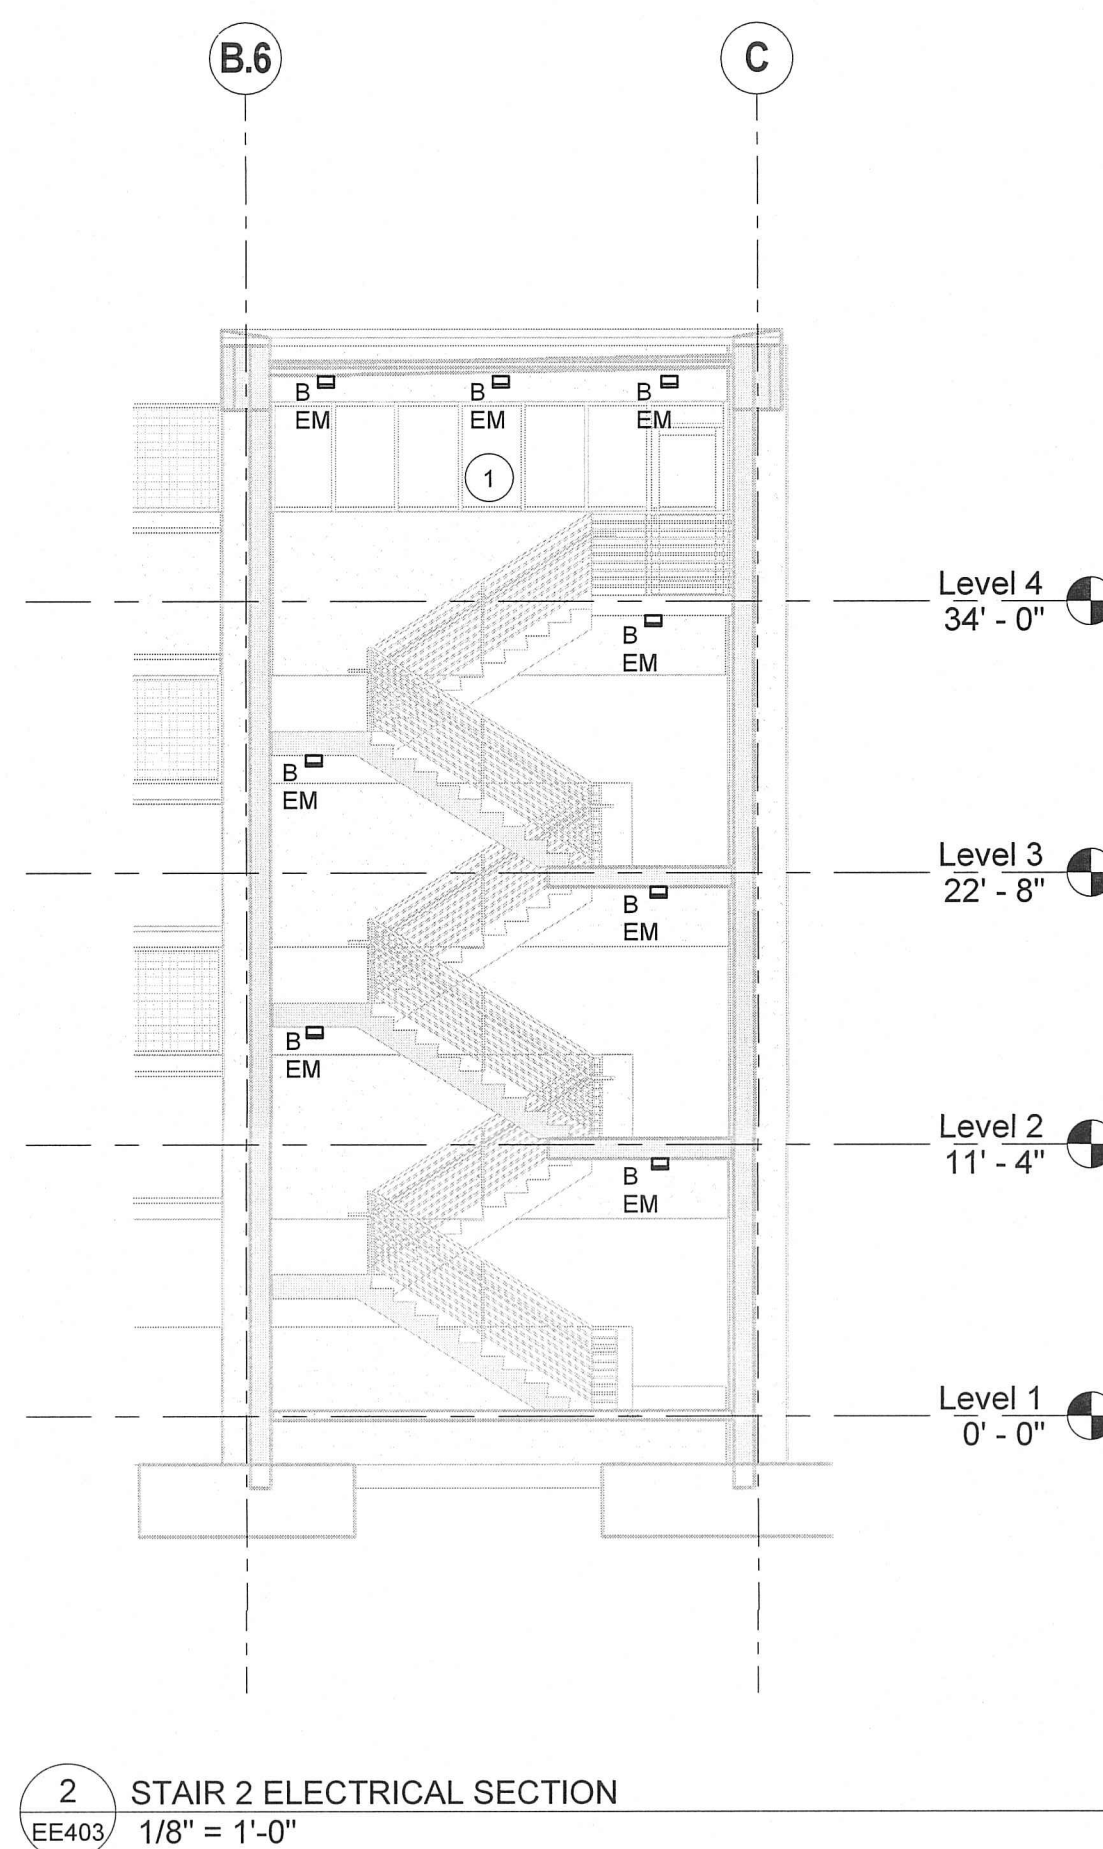 B.6
C
B
EM
B
EM
B
EM
1
Level 4
34' - 0"
B
EM
B
EM
Level 3
22' - 8"
B
EM
B
EM
Level 2
11' - 4"
B
EM
Level 1
0' - 0"
2
EE403
STAIR 2 ELECTRICAL SECTION
1/8" = 1'-0"